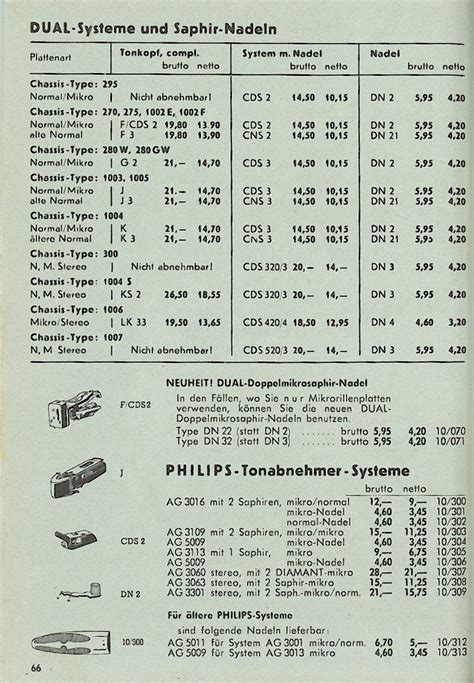 DUAL-Systeme und Saphir-Nadeln
Plattenart Tonkopf, compl. brutto netto System m. Nadel brutto netto Nadel brutto netto
Chassis-Type: 295
Normal/Mikro Nicht abnehmbar! CDS 2 14,50 10,15 DN 2 5,95 4,20
Chassis-Type: 270, 275, 1002 E, 1002 F
Normal/Mikro F/CDS 2 19,80 13,90 CDS 2 14,50 10,15 DN 2 5,95 4,20
alte Normal F 3 19,80 13,90 CNS 2 14,50 10,15 DN 21 5,95 4,20
Chassis-Type: 280 W, 280 GW
Normal/Mikro G 2 21,— 14,70 CDS 3 14,50 10,15 DN 2 5,95 4,20
Chassis-Type: 1003, 1005
Normal/Mikro J 21,— 14,70 CDS 3 14,50 10,15 DN 2 5,95 4,20
alte Normal J 3 21,— 14,70 CNS 3 14,50 10,15 DN 21 5,95 4,20
Chassis-Type: 1004
Normal/Mikro K 21,— 14,70 CDS 3 14,50 10,15 DN 2 5,95 4,20
ältere Normal K 3 21,— 14,70 CNS 3 14,50 10,15 DN 21 5,95 4,20
Chassis-Type: 300
N, M. Stereo Nicht abnehmbar! CDS 320/3 20,— 14,— DN 3 5,95 4,20
Chassis-Type: 1004 S
N, M. Stereo KS 2 26,50 18,55 CDS 320/3 20,— 14,— DN 3 5,95 4,20
Chassis-Type: 1006
Mikro/Stereo LK 33 19,50 13,65 CDS 420/4 18,50 12,95 DN 4 4,60 3,20
Chassis-Type: 1007
N, M Stereo Nicht abnehmbar! CDS 520/3 20,— 14,— DN 3 5,95 4,20
F/CDS2
NEUHEIT! DUAL-Doppelmikrosaphir-Nadel
In den Fällen, wo Sie nur Mikrorillenplatten
verwenden, können Sie die neuen DUAL-
Doppelmikrosaphir-Nadeln benutzen.
Type DN 22 (statt DN 2) ...... brutto 5,95 4,20 10/070
Type DN 32 (statt DN 3) ...... brutto 5,95 4,20 10/071
J
PHILIPS-Tonabnehmer-Systeme
brutto netto
AG 3016 mit 2 Saphiren, mikro/normal 12,— 9,— 10/300
mikro-Nadel 4,60 3,45 10/301
normal-Nadel 4,60 3,45 10/302
CDS 2
AG 3109 mit 2 Saphiren, mikro/norm. 15,— 11,25 10/303
AG 5009 mikro-Nadel 4,60 3,45 10/304
AG 3113 mit 1 Saphir, mikro 9,— 6,75 10/305
AG 5009 mikro-Nadel 4,60 3,45 10/306
AG 3060 stereo, mit 2 DIAMANT-mikro 28,— 21,— 10/307
AG 3063 stereo, mit 2 Saphir-mikro 15,— 11,25 10/308
AG 3301 stereo, mit 2 Saph.-mikro/norm. 21,— 15,75 10/309
DN 2
Für ältere PHILIPS-Systeme
sind folgende Nadeln lieferbar:
AG 5011 für System AG 3001 mikro/norm. 6,70 5,— 10/312
AG 5009 für System AG 3013 mikro 4,60 3,45 10/313
10/300
66